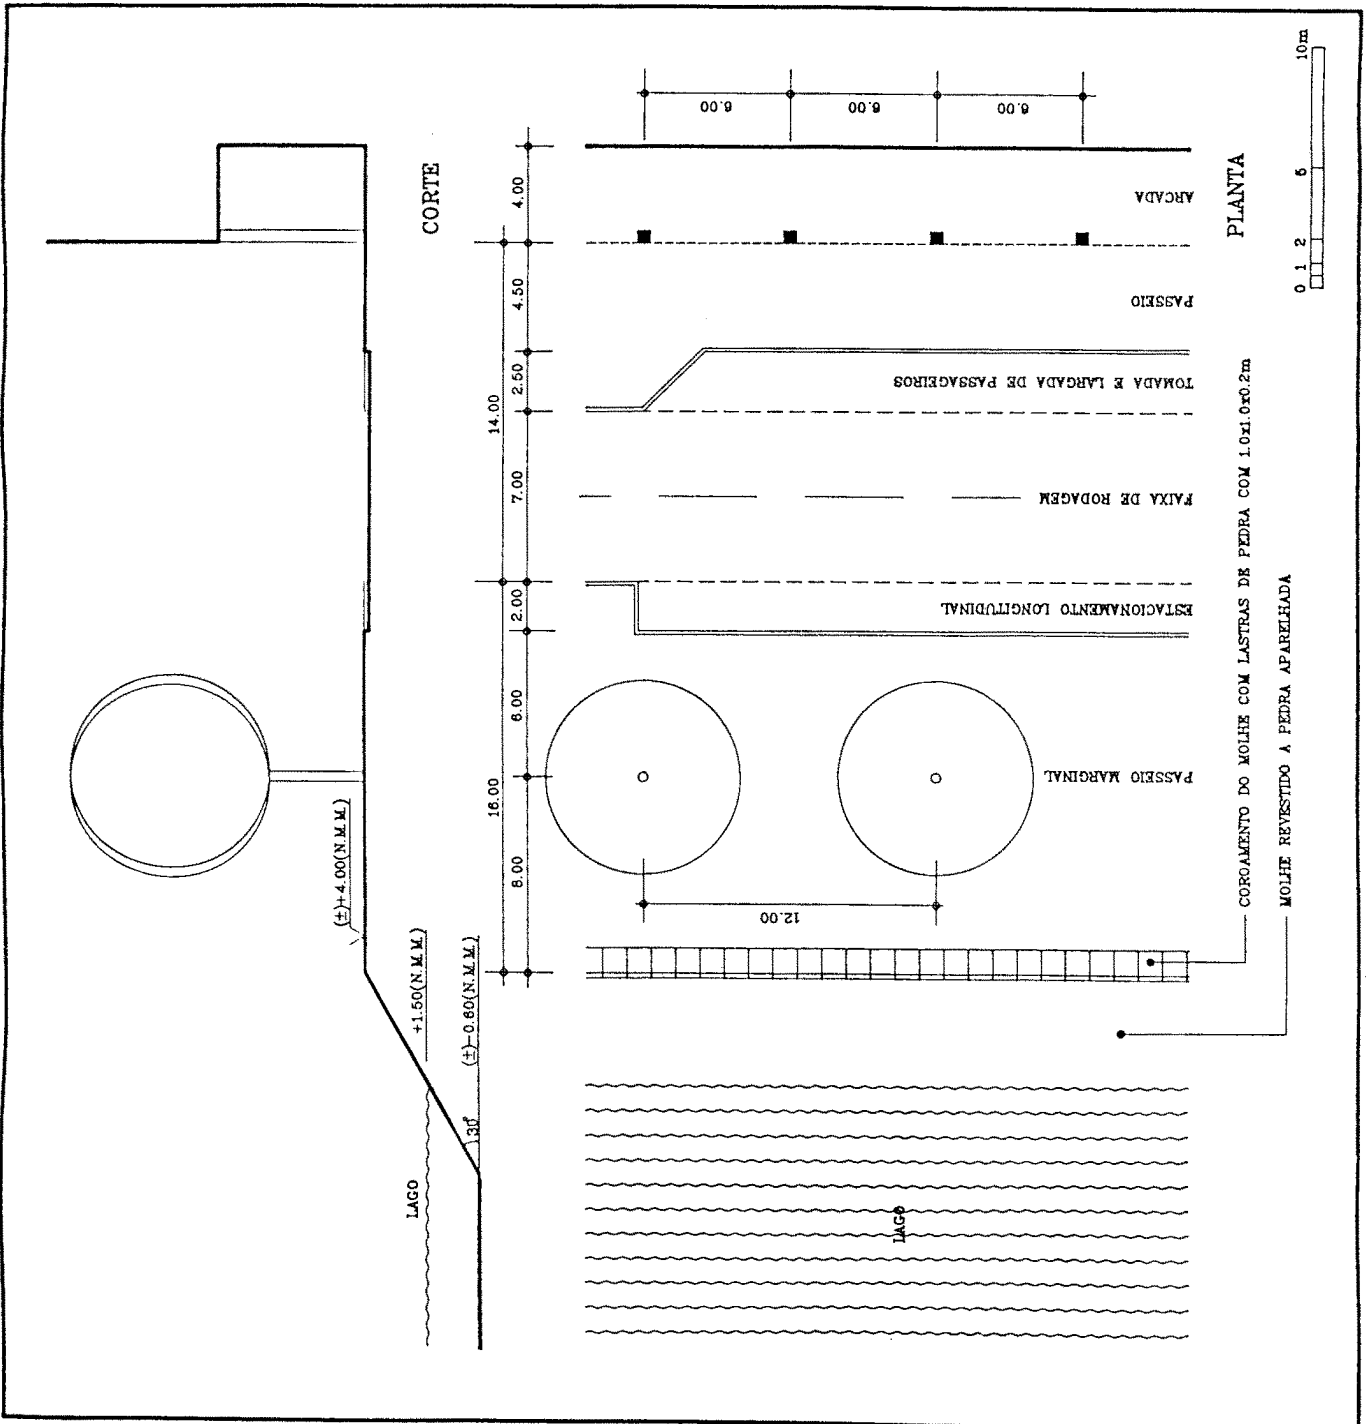 CORTE
(±)+4.00(N.M.M.)
+1.50(N.M.M.)
(±)-0.60(N.M.M.)
30°
LAGO
14.00
16.00
4.00
4.50
2.50
7.00
2.00
6.00
8.00
6.00
6.00
6.00
ARCADA
PASSEIO
TOMADA E LARGADA DE PASSAGEIROS
FAIXA DE RODAGEM
ESTACIONAMENTO LONGITUDINAL
PASSEIO MARGINAL
12.00
LAGO
PLANTA
COROAMENTO DO MOLHE COM LASTRAS DE PEDRA COM 1.0x1.0x0.2m
MOLHE REVESTIDO A PEDRA APARELHADA
0 1 2 5 10m